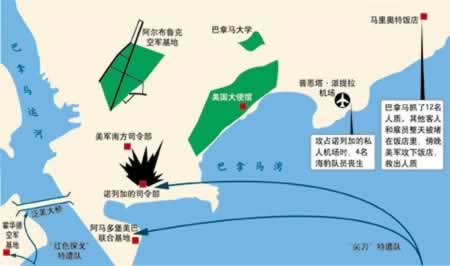 马里奥特饭店
阿尔布鲁克
空军基地
巴拿马大学
美国大使馆
普恩塔·派提拉
机场
巴拿马运河
美军南方司令部
攻占诺列加的私
人机场时，4名
海豹队员丧生
巴拿马抓了12名
人质。其他客人
和雇员整天被堵
在饭店里，傍晚
美军攻下饭店，
救出人质
巴拿马湾
诺列加的司令部
泛美大桥
霍华德
空军
基地
阿马多堡美巴
联合基地
“红色探戈”
特遣队
“尖刀”特遣队